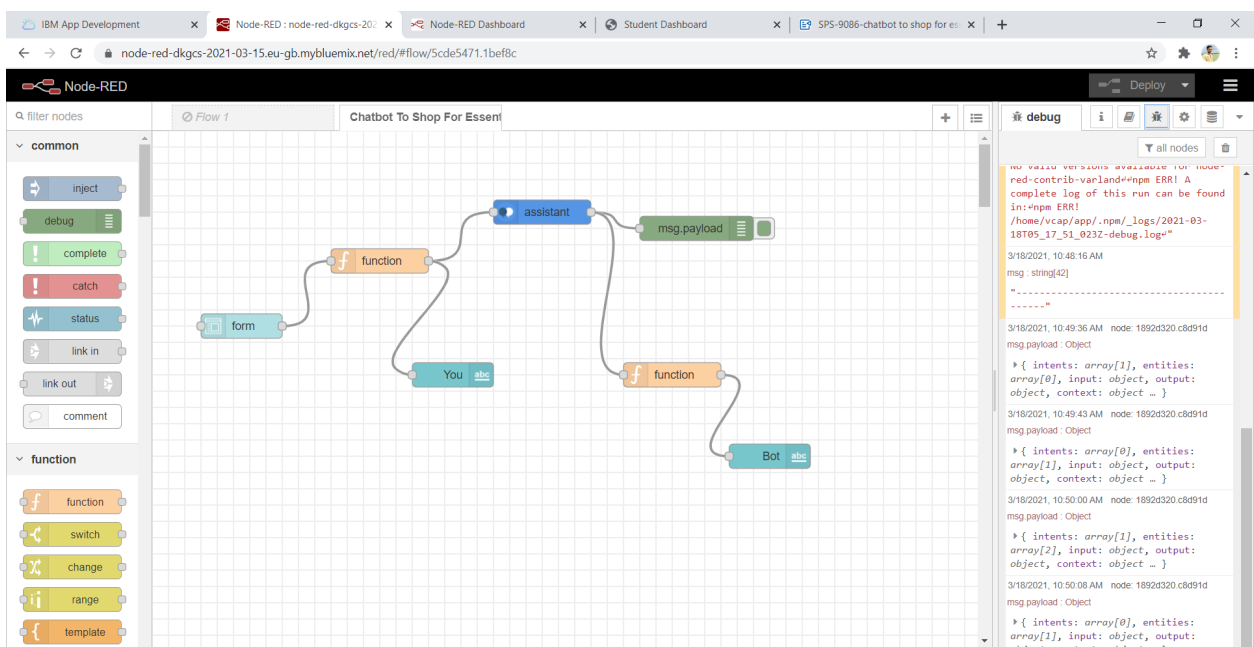 IBM App Development
Node-RED : node-red-dkgcs-202
Node-RED Dashboard
Student Dashboard
SPS-9086-chatbot to shop for es
node-red-dkgcs-2021-03-15.eu-gb.mybluemix.net/red/#flow/5cde5471.1bef8c
Node-RED
Deploy
filter nodes
Flow 1
Chatbot To Shop For Essent
debug
i
all nodes
common
inject
debug
complete
catch
status
link in
link out
comment
function
function
switch
change
range
template
form
function
assistant
msg.payload
You
abc
function
Bot
abc
No valid versions available for node-
red-contrib-varland↵↵npm ERR! A
complete log of this run can be found
in:↵npm ERR!
/home/vcap/app/.npm/_logs/2021-03-
18T05_17_51_023Z-debug.log↵"
3/18/2021, 10:48:16 AM
msg : string[42]
"------------------------------------
------"
3/18/2021, 10:49:36 AM node: 1892d320.c8d91d
msg.payload : Object
{ intents: array[1], entities:
array[0], input: object, output:
object, context: object … }
3/18/2021, 10:49:43 AM node: 1892d320.c8d91d
msg.payload : Object
{ intents: array[0], entities:
array[1], input: object, output:
object, context: object … }
3/18/2021, 10:50:00 AM node: 1892d320.c8d91d
msg.payload : Object
{ intents: array[1], entities:
array[2], input: object, output:
object, context: object … }
3/18/2021, 10:50:08 AM node: 1892d320.c8d91d
msg.payload : Object
{ intents: array[0], entities:
array[1], input: object, output: